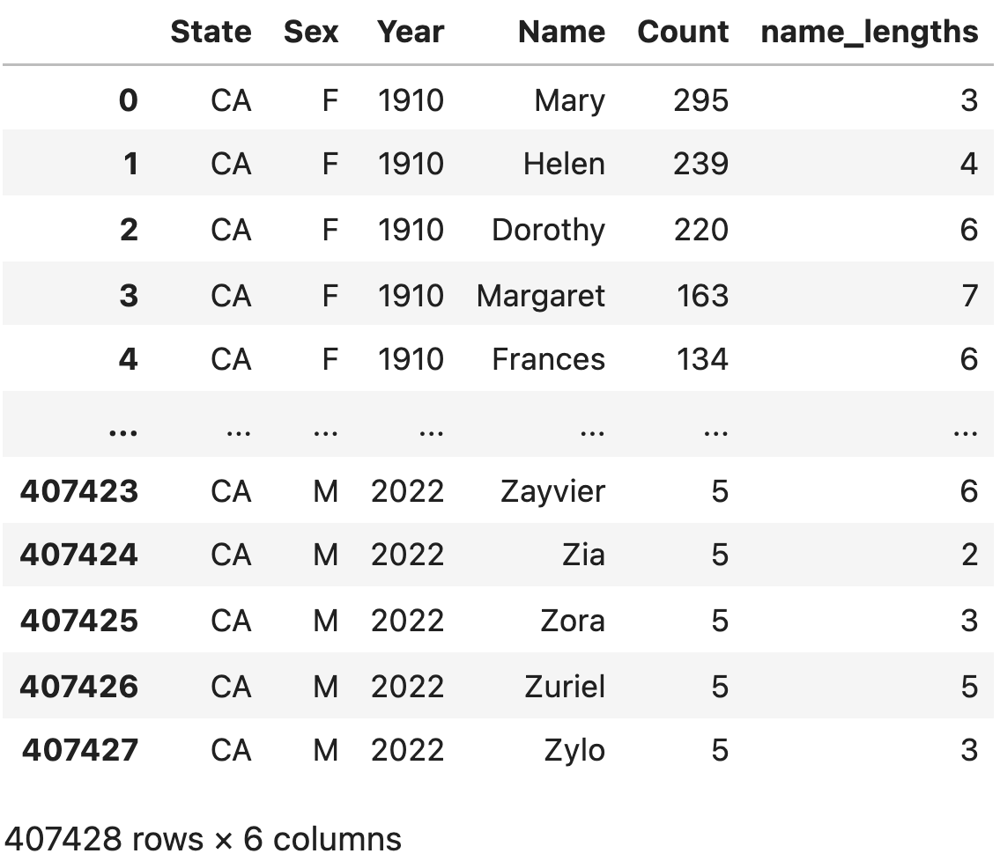 State Sex Year Name Count name_lengths
0 CA F 1910 Mary 295 3
1 CA F 1910 Helen 239 4
2 CA F 1910 Dorothy 220 6
3 CA F 1910 Margaret 163 7
4 CA F 1910 Frances 134 6
... ... ... ... ... ... ...
407423 CA M 2022 Zayvier 5 6
407424 CA M 2022 Zia 5 2
407425 CA M 2022 Zora 5 3
407426 CA M 2022 Zuriel 5 5
407427 CA M 2022 Zylo 5 3
407428 rows × 6 columns